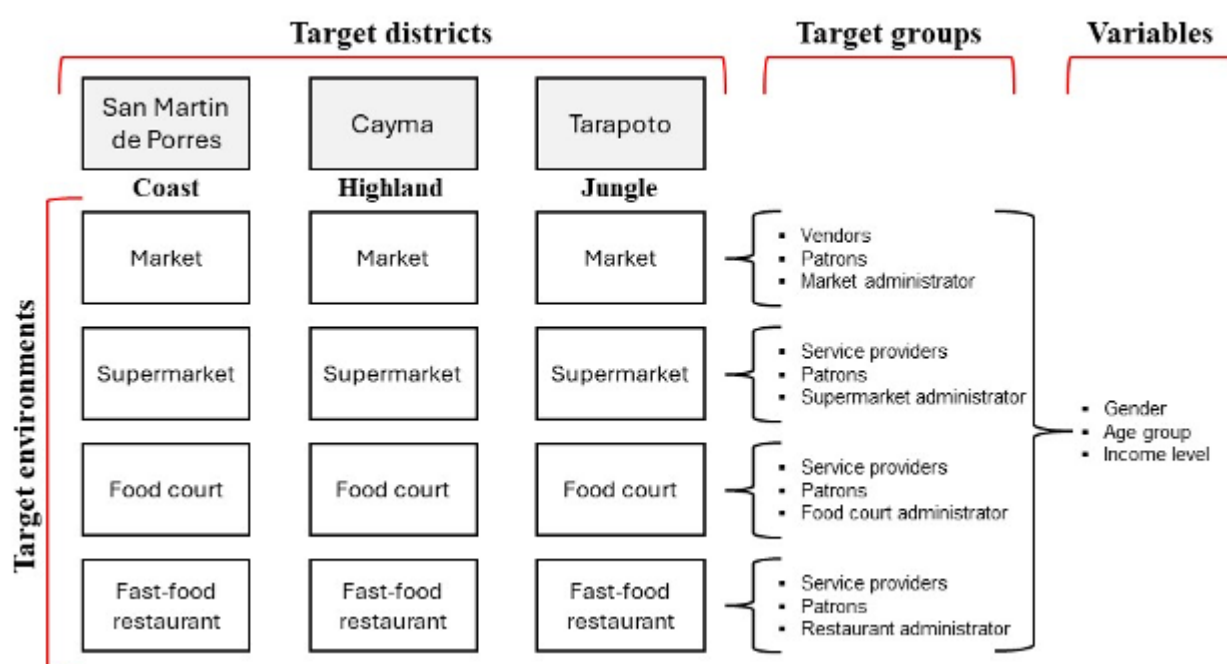 Target districts
Target groups
Variables
San Martin
de Porres
Cayma
Tarapoto
Coast
Highland
Jungle
Target environments
Market
Market
Market
▪ Vendors
▪ Patrons
▪ Market administrator
Supermarket
Supermarket
Supermarket
▪ Service providers
▪ Patrons
▪ Supermarket administrator
▪ Gender
▪ Age group
▪ Income level
Food court
Food court
Food court
▪ Service providers
▪ Patrons
▪ Food court administrator
Fast-food
restaurant
Fast-food
restaurant
Fast-food
restaurant
▪ Service providers
▪ Patrons
▪ Restaurant administrator